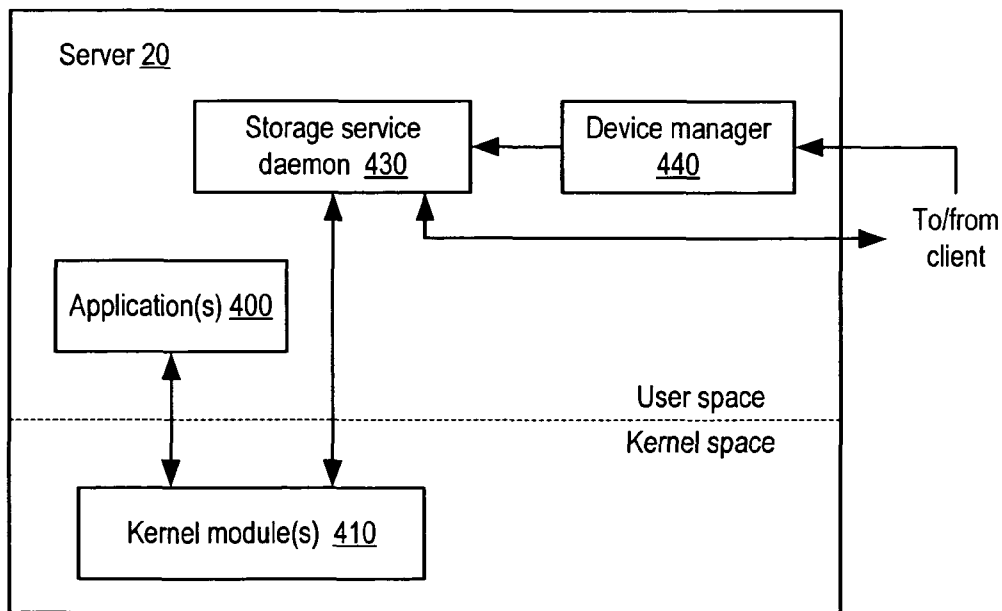 Server 20
Storage service
daemon 430
Device manager
440
To/from
client
Application(s) 400
User space
Kernel space
Kernel module(s) 410